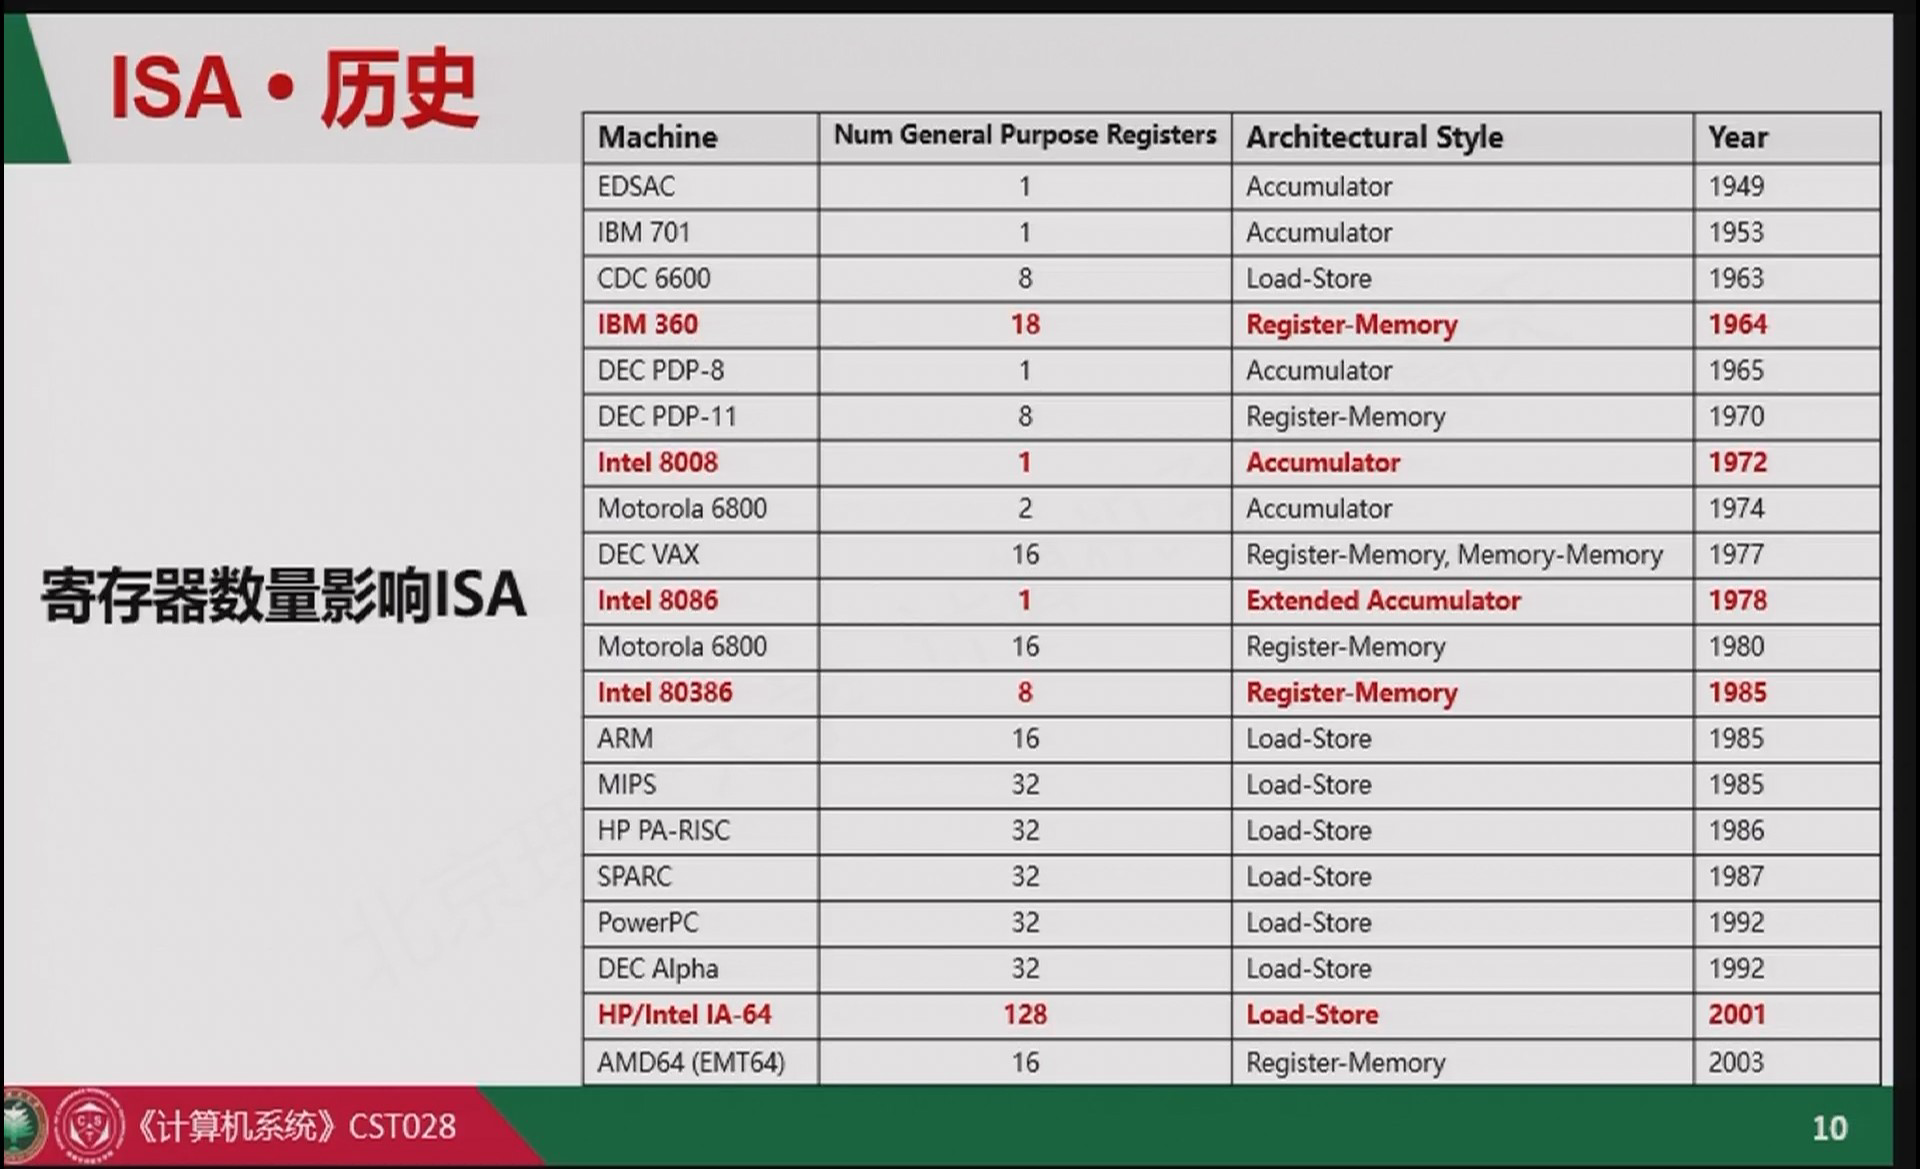 ISA • 历史
寄存器数量影响ISA
Machine Num General Purpose Registers Architectural Style Year
EDSAC 1 Accumulator 1949
IBM 701 1 Accumulator 1953
CDC 6600 8 Load-Store 1963
IBM 360 18 Register-Memory 1964
DEC PDP-8 1 Accumulator 1965
DEC PDP-11 8 Register-Memory 1970
Intel 8008 1 Accumulator 1972
Motorola 6800 2 Accumulator 1974
DEC VAX 16 Register-Memory, Memory-Memory 1977
Intel 8086 1 Extended Accumulator 1978
Motorola 6800 16 Register-Memory 1980
Intel 80386 8 Register-Memory 1985
ARM 16 Load-Store 1985
MIPS 32 Load-Store 1985
HP PA-RISC 32 Load-Store 1986
SPARC 32 Load-Store 1987
PowerPC 32 Load-Store 1992
DEC Alpha 32 Load-Store 1992
HP/Intel IA-64 128 Load-Store 2001
AMD64 (EMT64) 16 Register-Memory 2003
《计算机系统》CST028
10